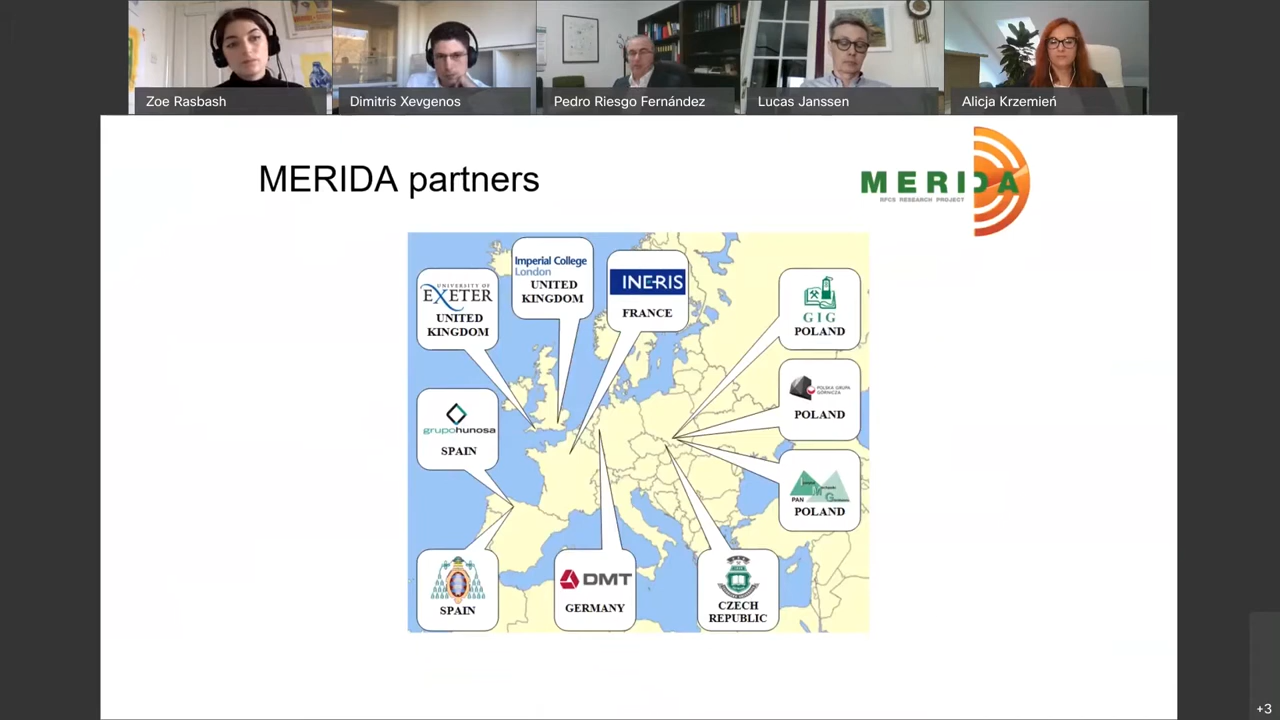 Zoe Rasbash
Dimitris Xevgenos
Pedro Riesgo Fernández
Lucas Janssen
Alicja Krzemień
MERIDA partners
MERIDA
RFCS RESEARCH PROJECT
UNIVERSITY OF
EXETER
UNITED
KINGDOM
Imperial College
London
UNITED
KINGDOM
INERIS
FRANCE
GIG
POLAND
POLSKA GRUPA
GÓRNICZA
POLAND
PAN
POLAND
grupohunosa
SPAIN
SPAIN
DMT
GERMANY
CZECH
REPUBLIC
+3